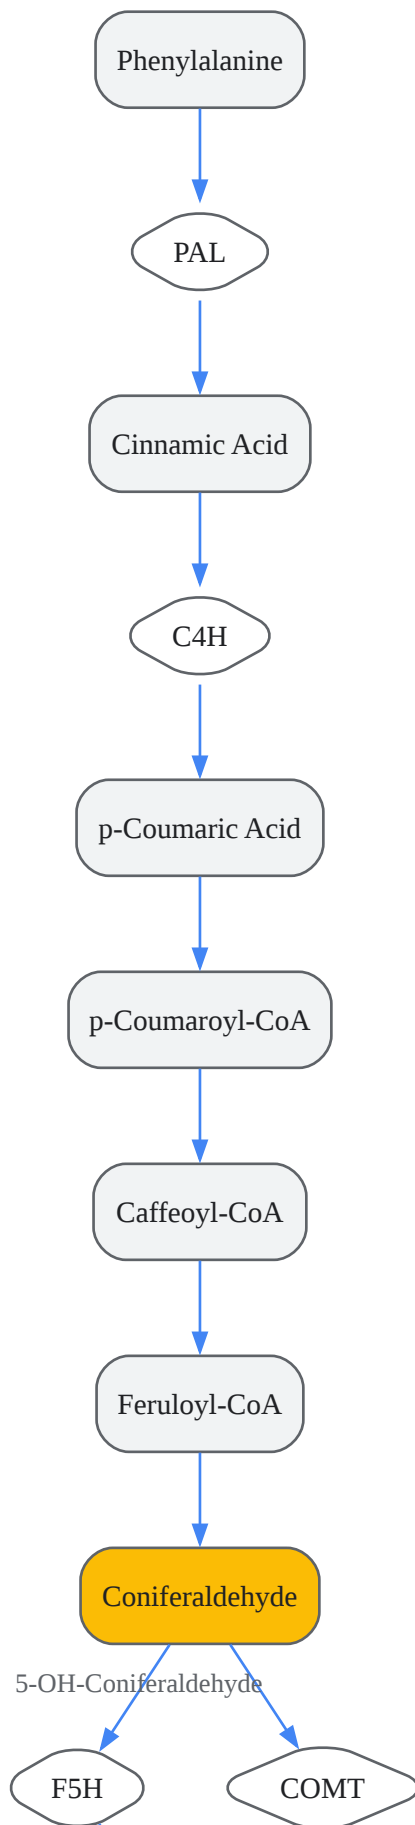 Phenylalanine
PAL
Cinnamic Acid
C4H
p-Coumaric Acid
p-Coumaroyl-CoA
Caffeoyl-CoA
Feruloyl-CoA
Coniferaldehyde
5-OH-Coniferaldehyde
F5H
COMT